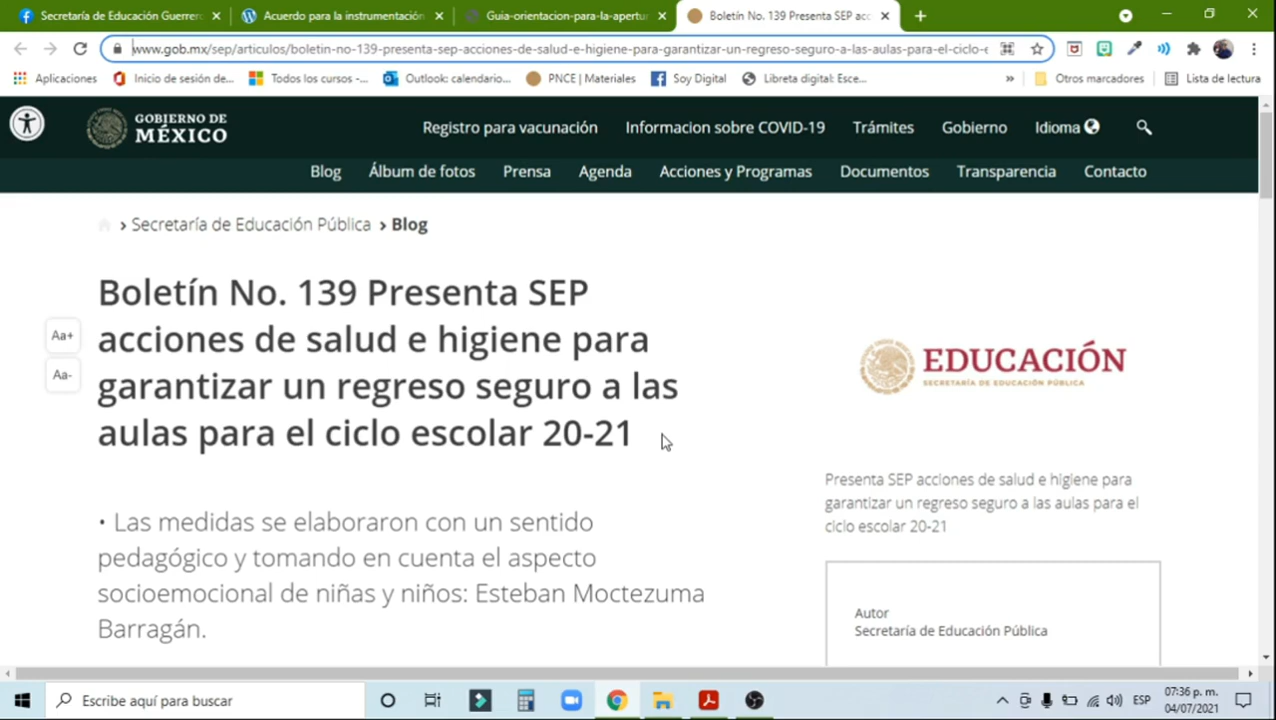 Secretaría de Educación Guerrero
Acuerdo para la instrumentación
Guia-orientacion-para-la-apertur
Boletín No. 139 Presenta SEP acc
www.gob.mx/sep/articulos/boletin-no-139-presenta-sep-acciones-de-salud-e-higiene-para-garantizar-un-regreso-seguro-a-las-aulas-para-el-ciclo-e
Aplicaciones
Inicio de sesión de...
Todos los cursos -...
Outlook: calendario...
PNCE | Materiales
Soy Digital
Libreta digital: Esce...
»
Otros marcadores
Lista de lectura
GOBIERNO DE
MÉXICO
Registro para vacunación
Informacion sobre COVID-19
Trámites
Gobierno
Idioma
Blog
Álbum de fotos
Prensa
Agenda
Acciones y Programas
Documentos
Transparencia
Contacto
› Secretaría de Educación Pública › Blog
Boletín No. 139 Presenta SEP
acciones de salud e higiene para
garantizar un regreso seguro a las
aulas para el ciclo escolar 20-21
Aa+
Aa-
• Las medidas se elaboraron con un sentido
pedagógico y tomando en cuenta el aspecto
socioemocional de niñas y niños: Esteban Moctezuma
Barragán.
EDUCACIÓN
SECRETARÍA DE EDUCACIÓN PÚBLICA
Presenta SEP acciones de salud e higiene para
garantizar un regreso seguro a las aulas para el
ciclo escolar 20-21
Autor
Secretaría de Educación Pública
Escribe aquí para buscar
ESP
07:36 p. m.
04/07/2021